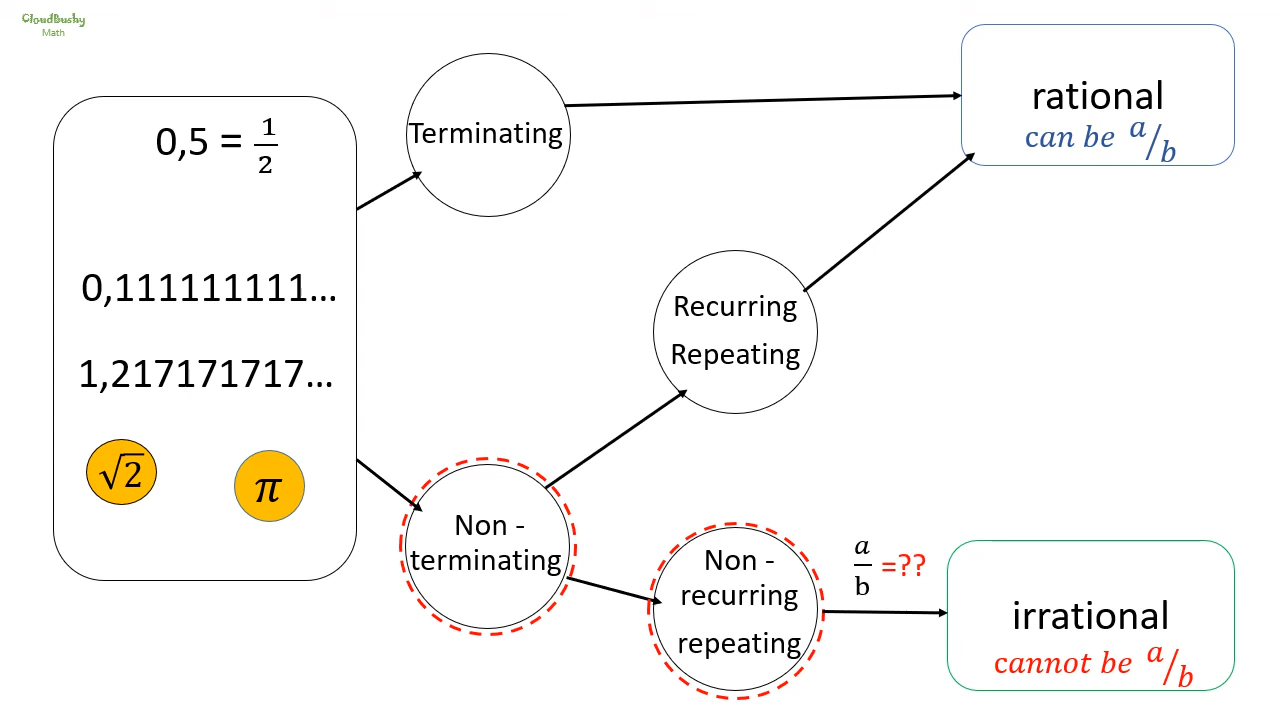 CloudBushy
Math
0,5 = 1/2
0,111111111...
1,217171717...
√2
π
Terminating
Non -
terminating
Recurring
Repeating
Non -
recurring
repeating
rational
can be a/b
a/b =??
irrational
cannot be a/b